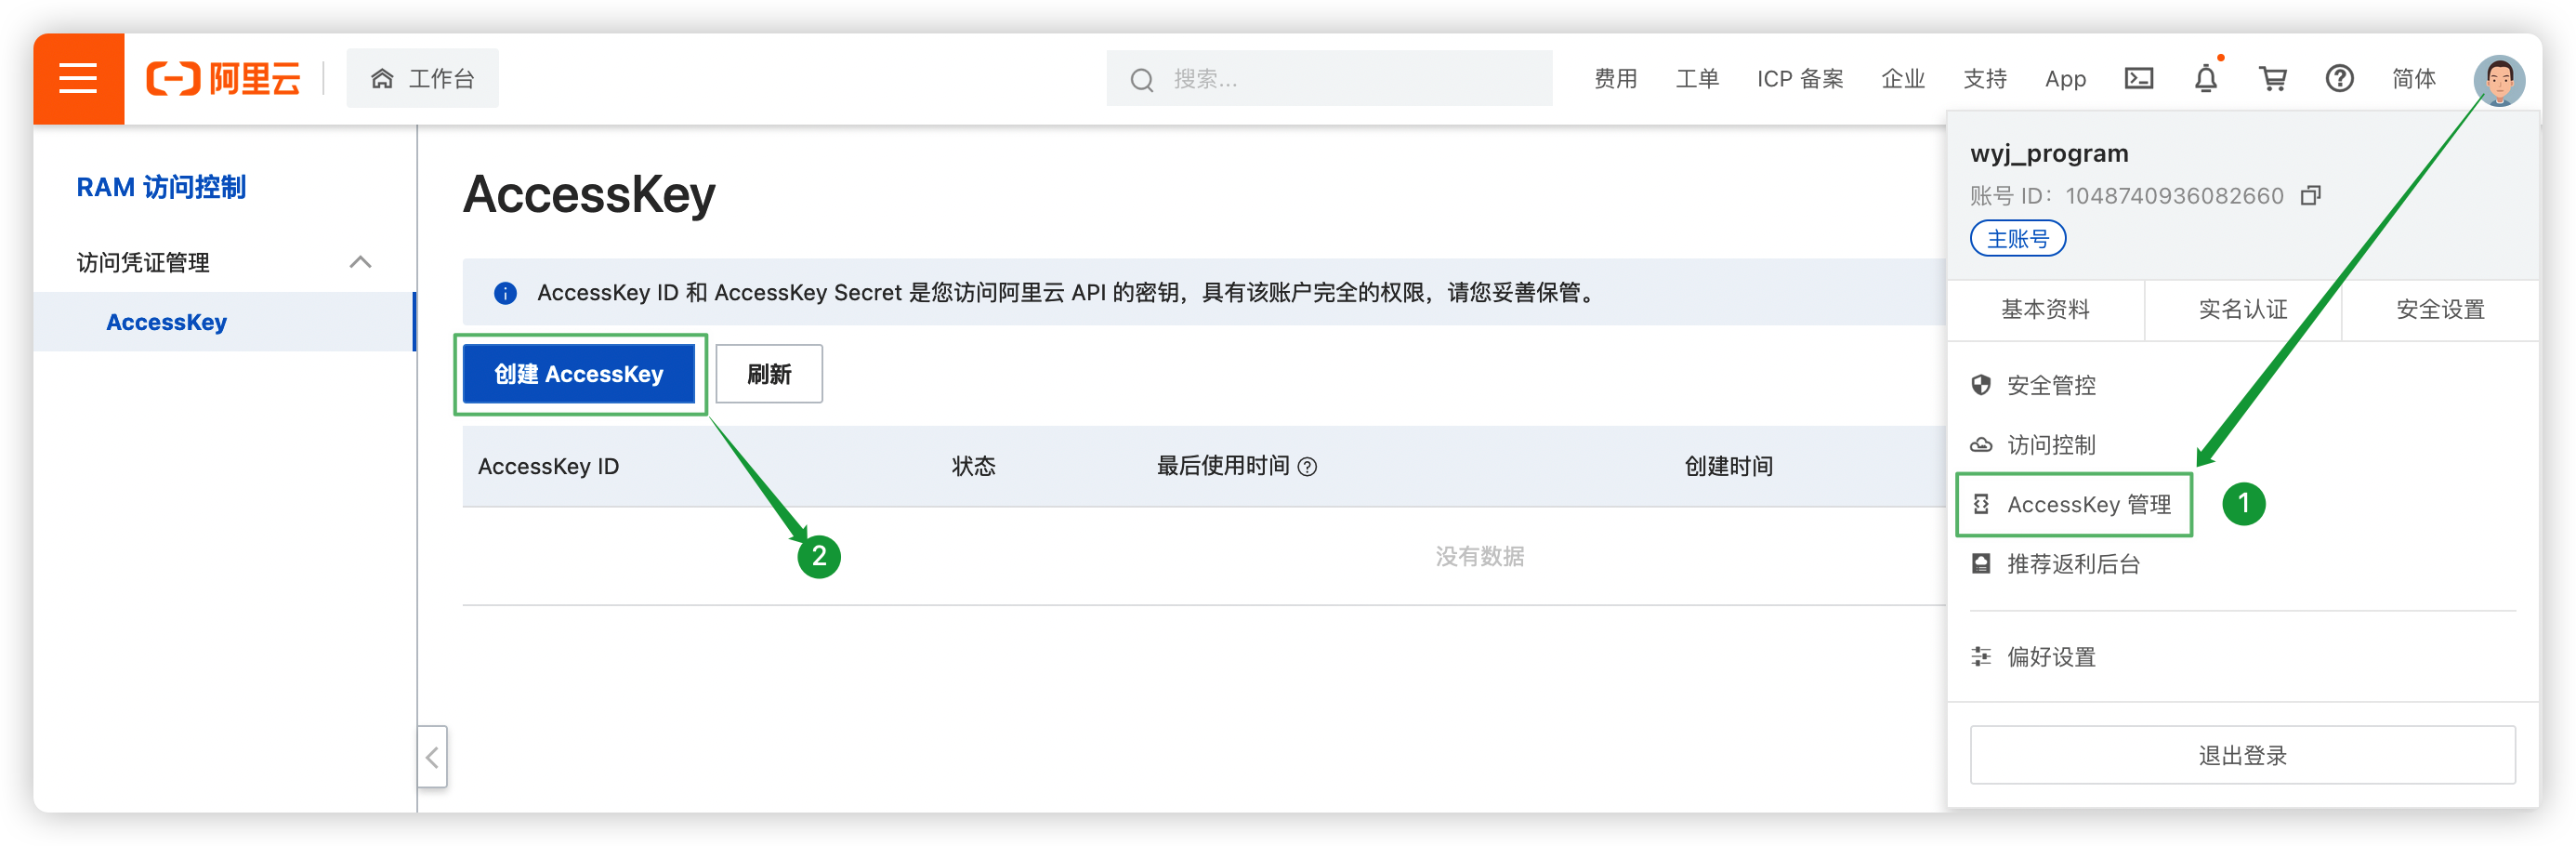 阿里云
工作台
搜索...
费用
工单
ICP 备案
企业
支持
App
简体
RAM 访问控制
访问凭证管理
AccessKey
AccessKey
AccessKey ID 和 AccessKey Secret 是您访问阿里云 API 的密钥，具有该账户完全的权限，请您妥善保管。
创建 AccessKey
刷新
AccessKey ID
状态
最后使用时间
创建时间
没有数据
2
wyj_program
账号 ID： 1048740936082660
主账号
基本资料
实名认证
安全设置
安全管控
访问控制
AccessKey 管理
1
推荐返利后台
偏好设置
退出登录